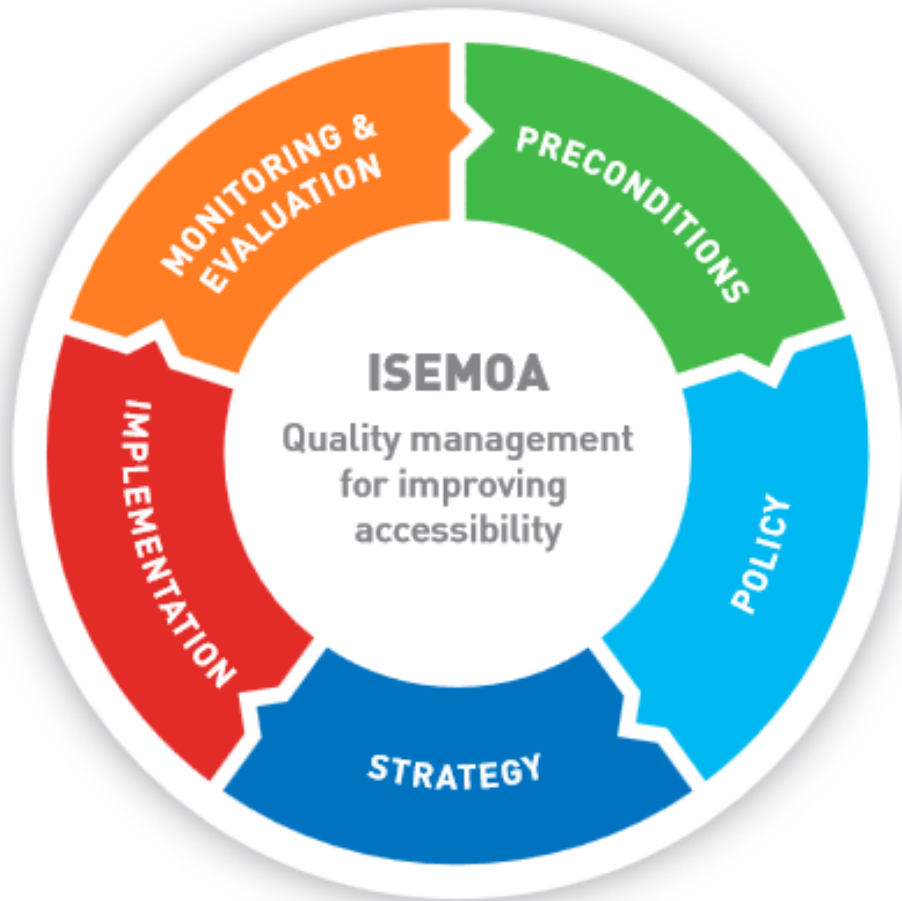 MONITORING &
EVALUATION
PRECONDITIONS
ISEMOA
Quality management
for improving
accessibility
IMPLEMENTATION
POLICY
STRATEGY